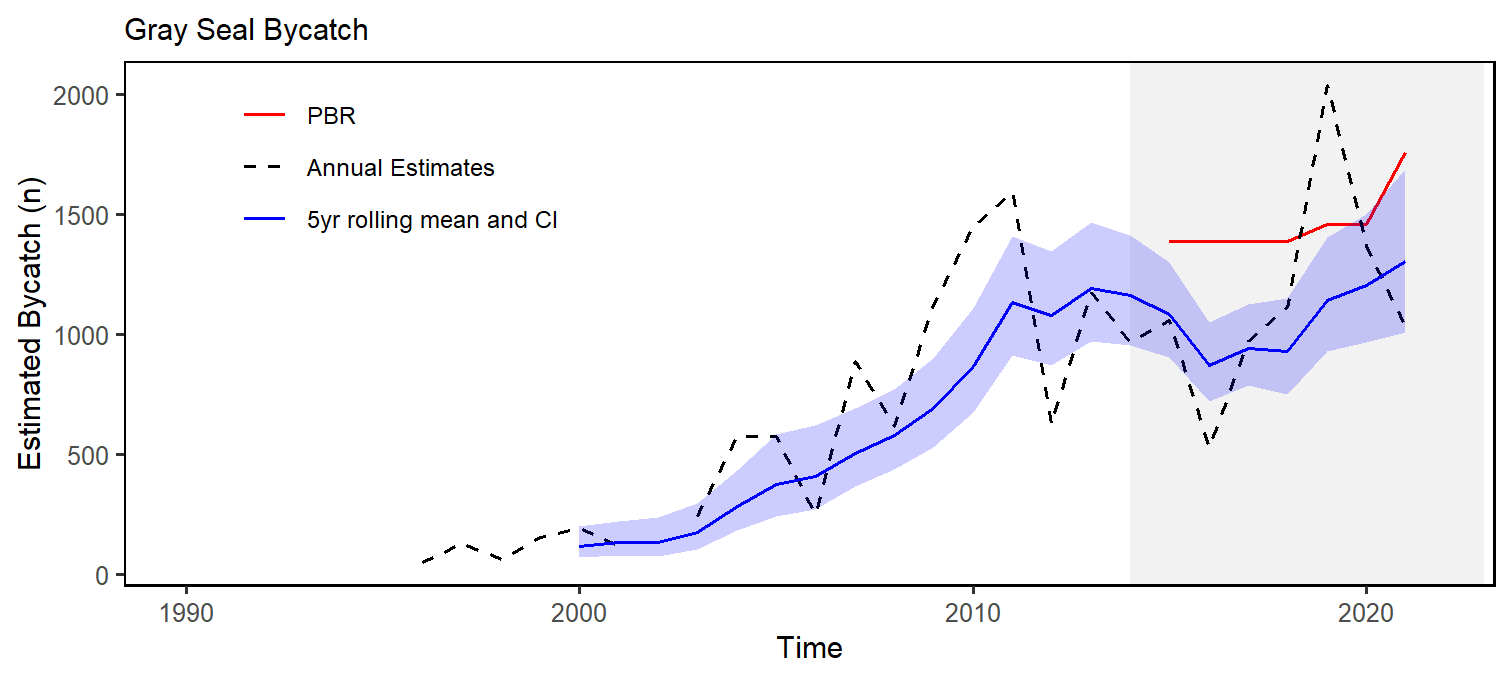 Gray Seal Bycatch
Estimated Bycatch (n)
2000
1500
1000
500
0
PBR
Annual Estimates
5yr rolling mean and CI
1990
2000
2010
2020
Time